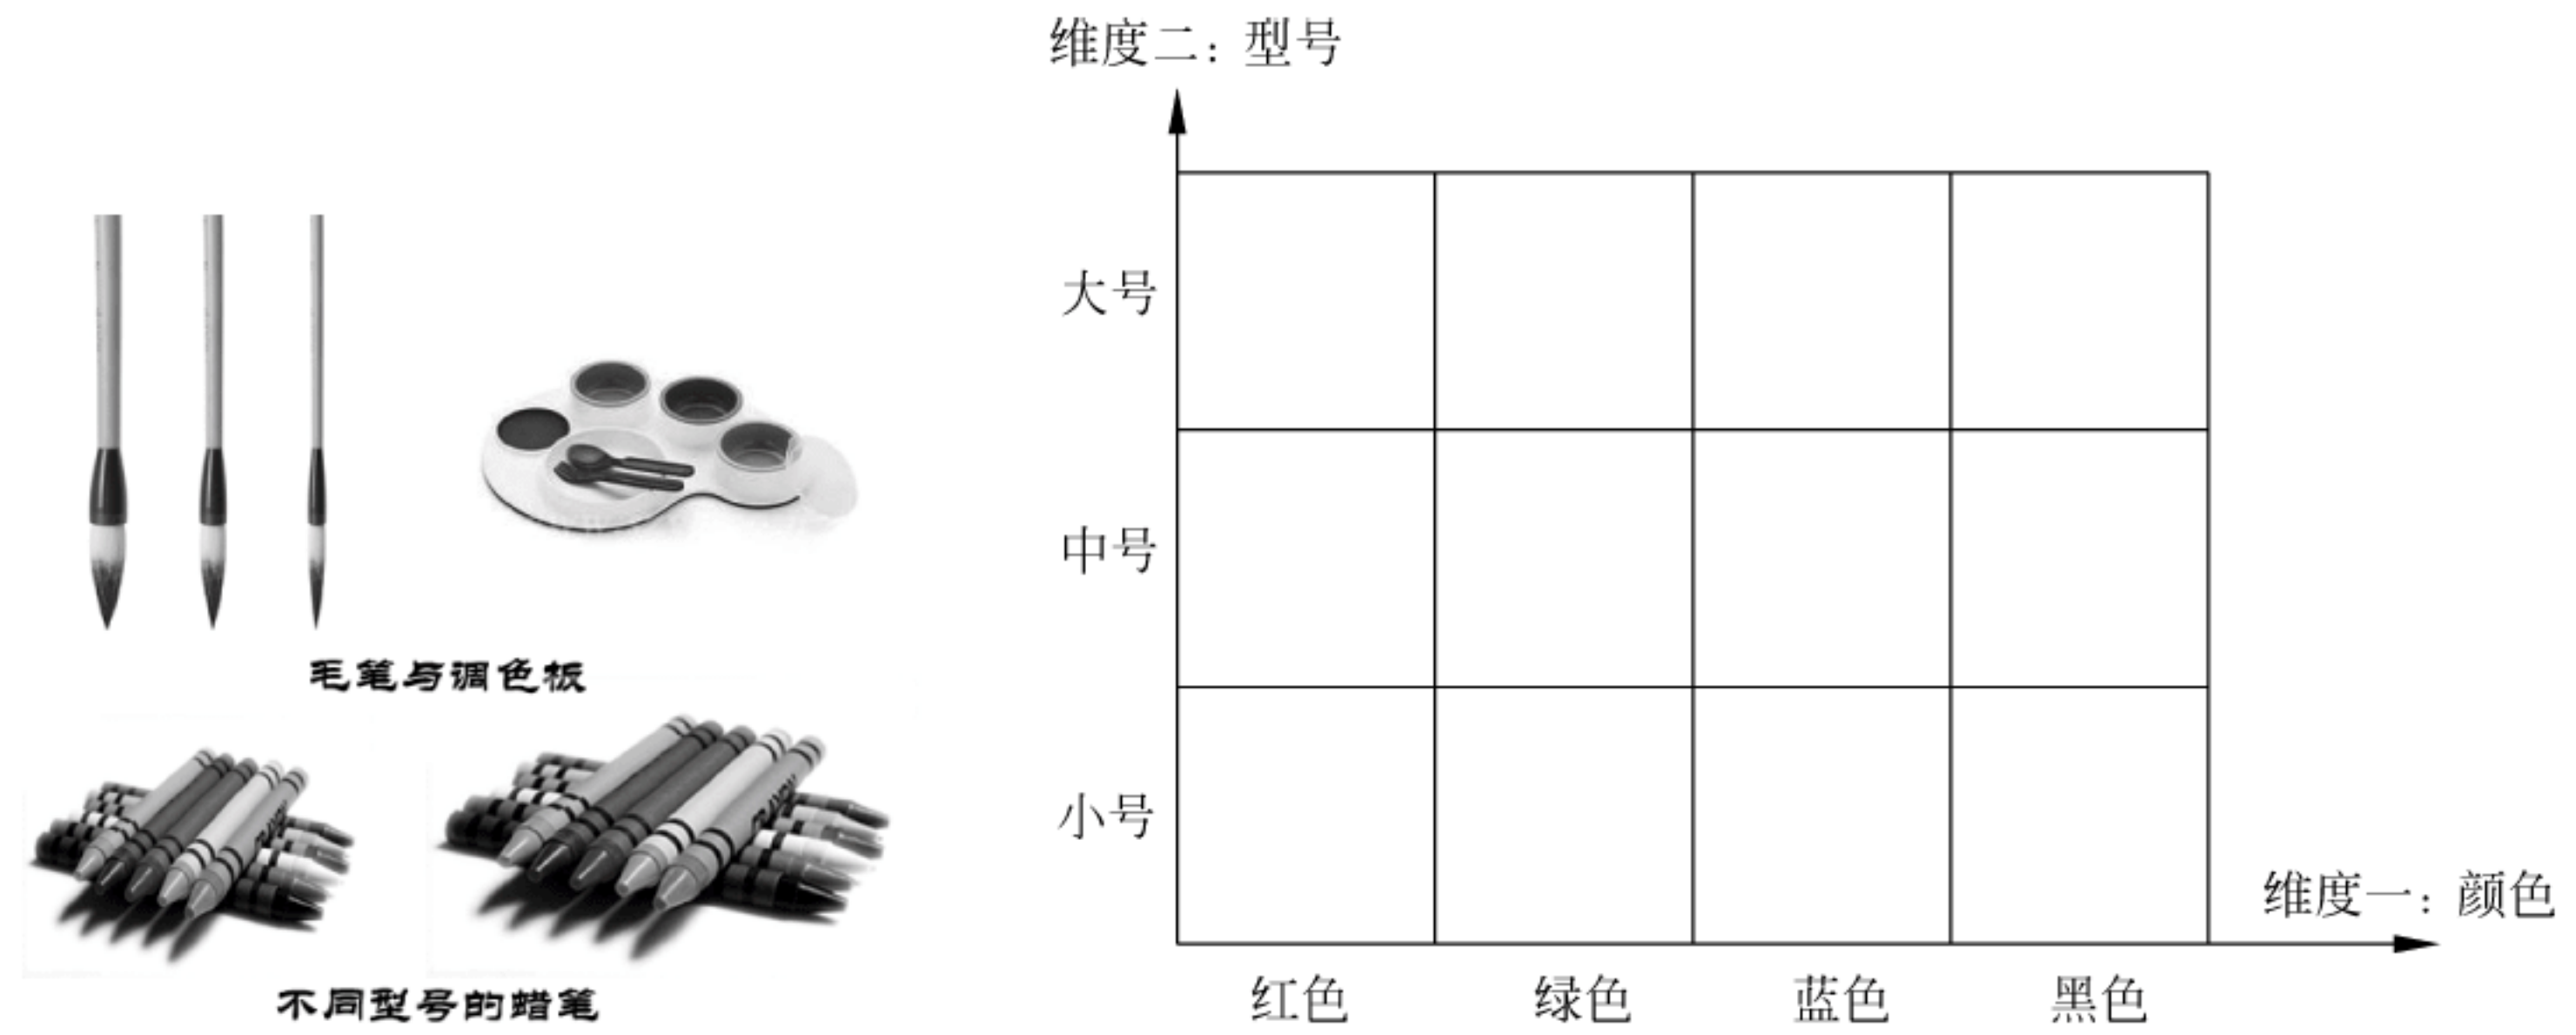 维度二：型号
大号
中号
小号
毛笔与调色板
不同型号的蜡笔
维度一：颜色
红色
绿色
蓝色
黑色